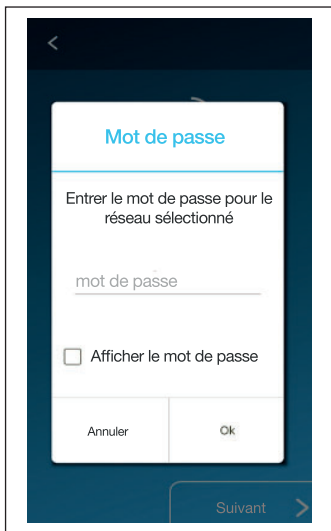 Mot de passe
Entrer le mot de passe pour le
réseau sélectionné
mot de passe
Afficher le mot de passe
Annuler
Ok
Suivant